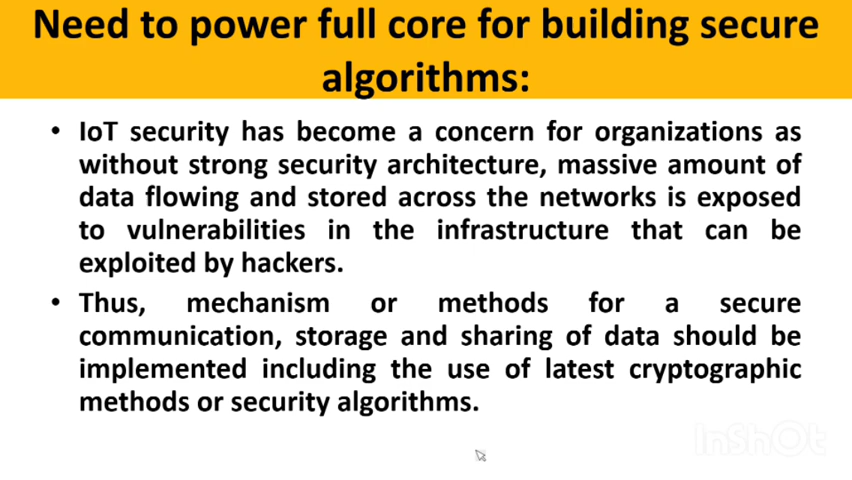 Need to power full core for building secure
algorithms:
• IoT security has become a concern for organizations as
without strong security architecture, massive amount of
data flowing and stored across the networks is exposed
to vulnerabilities in the infrastructure that can be
exploited by hackers.
• Thus, mechanism or methods for a secure
communication, storage and sharing of data should be
implemented including the use of latest cryptographic
methods or security algorithms.
InShOt